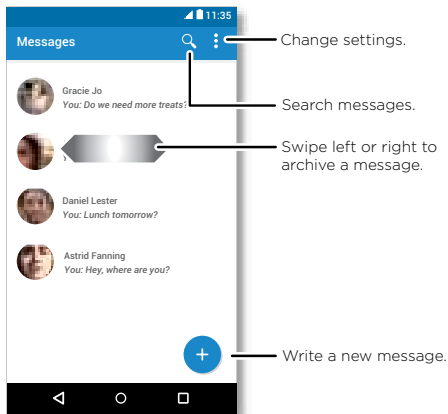 11:35
Messages
Change settings.
Gracie Jo
You: Do we need more treats?
Search messages.
Swipe left or right to
archive a message.
Daniel Lester
You: Lunch tomorrow?
Astrid Fanning
You: Hey, where are you?
Write a new message.